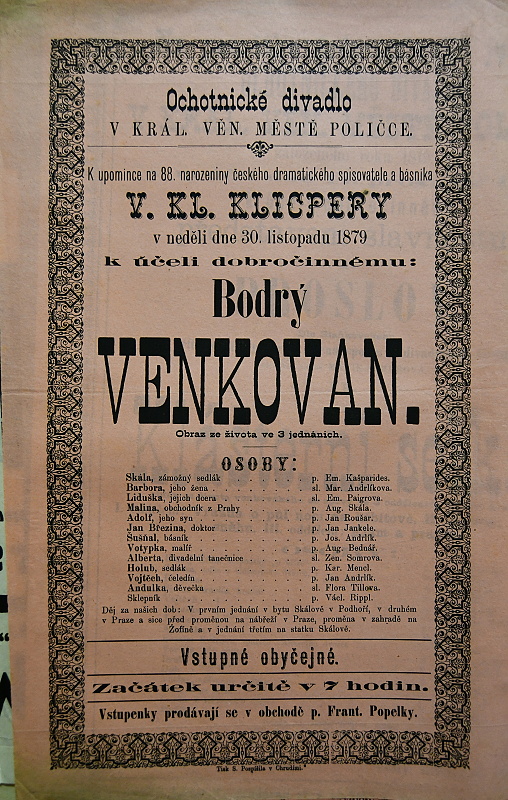 Ochotnické divadlo
V KRÁL. VĚN. MĚSTĚ POLIČCE.
K upomínce na 88. narozeniny českého dramatického spisovatele a básníka
V. KL. KLICPERY
v neděli dne 30. listopadu 1879
k účeli dobročinnému:
Bodrý
VENKOVAN.
Obraz ze života ve 3 jednáních.
OSOBY:
Skála, zámožný sedlák . . . . . . . p. Em. Kašparides.
Barbora, jeho žena . . . . . . . sl. Mar. Andrlíkova.
Liduška, jejich dcera . . . . . . . sl. Em. Paigrova.
Malina, obchodník z Prahy . . . . . . . p. Aug. Skála.
Adolf, jeho syn . . . . . . . p. Jan Roušar.
Jan Březina, doktor . . . . . . . p. Jan Jankele.
Sušňal, básník . . . . . . . p. Jos. Andrlík.
Votypka, malíř . . . . . . . p. Aug. Bednář.
Alberta, divadelní tanečnice . . . . . . . sl. Žen. Somrova.
Holub, sedlák . . . . . . . p. Kar. Mencl.
Vojtěch, čeledín . . . . . . . p. Jan Andrlík.
Andulka, děvečka . . . . . . . sl. Flora Tillova.
Sklepník . . . . . . . p. Václ. Rippl.
Děj za našich dob: V prvním jednání v bytu Skálově v Podhoří, v druhém
v Praze a sice před proměnou na nábřeží v Praze, proměna v zahradě na
Žofíně a v jednání třetím na statku Skálově.
Vstupné obyčejné.
Začátek určitě v 7 hodin.
Vstupenky prodávají se v obchodě p. Frant. Popelky.
Tisk S. Pospíšila v Chrudimi.